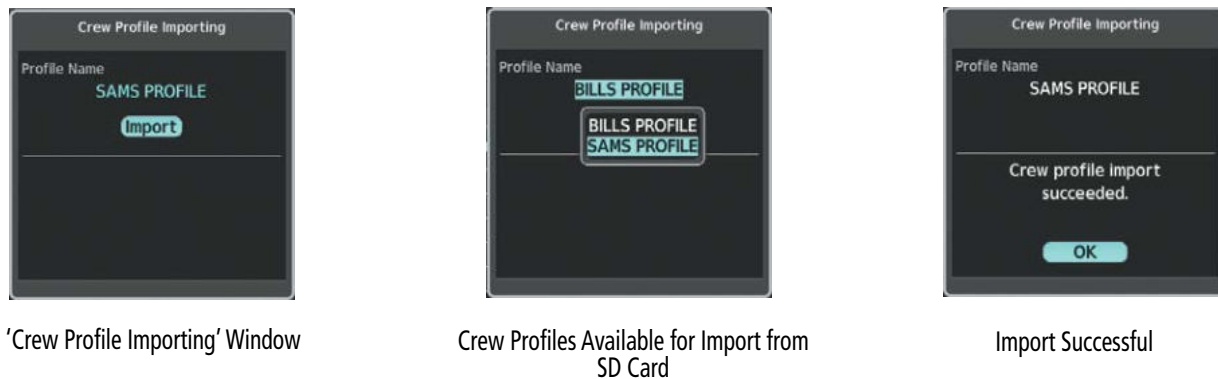 Crew Profile Importing
Profile Name
SAMS PROFILE
Import
'Crew Profile Importing' Window
Crew Profile Importing
Profile Name
BILLS PROFILE
BILLS PROFILE
SAMS PROFILE
Crew Profiles Available for Import from
SD Card
Crew Profile Importing
Profile Name
SAMS PROFILE
Crew profile import
succeeded.
OK
Import Successful